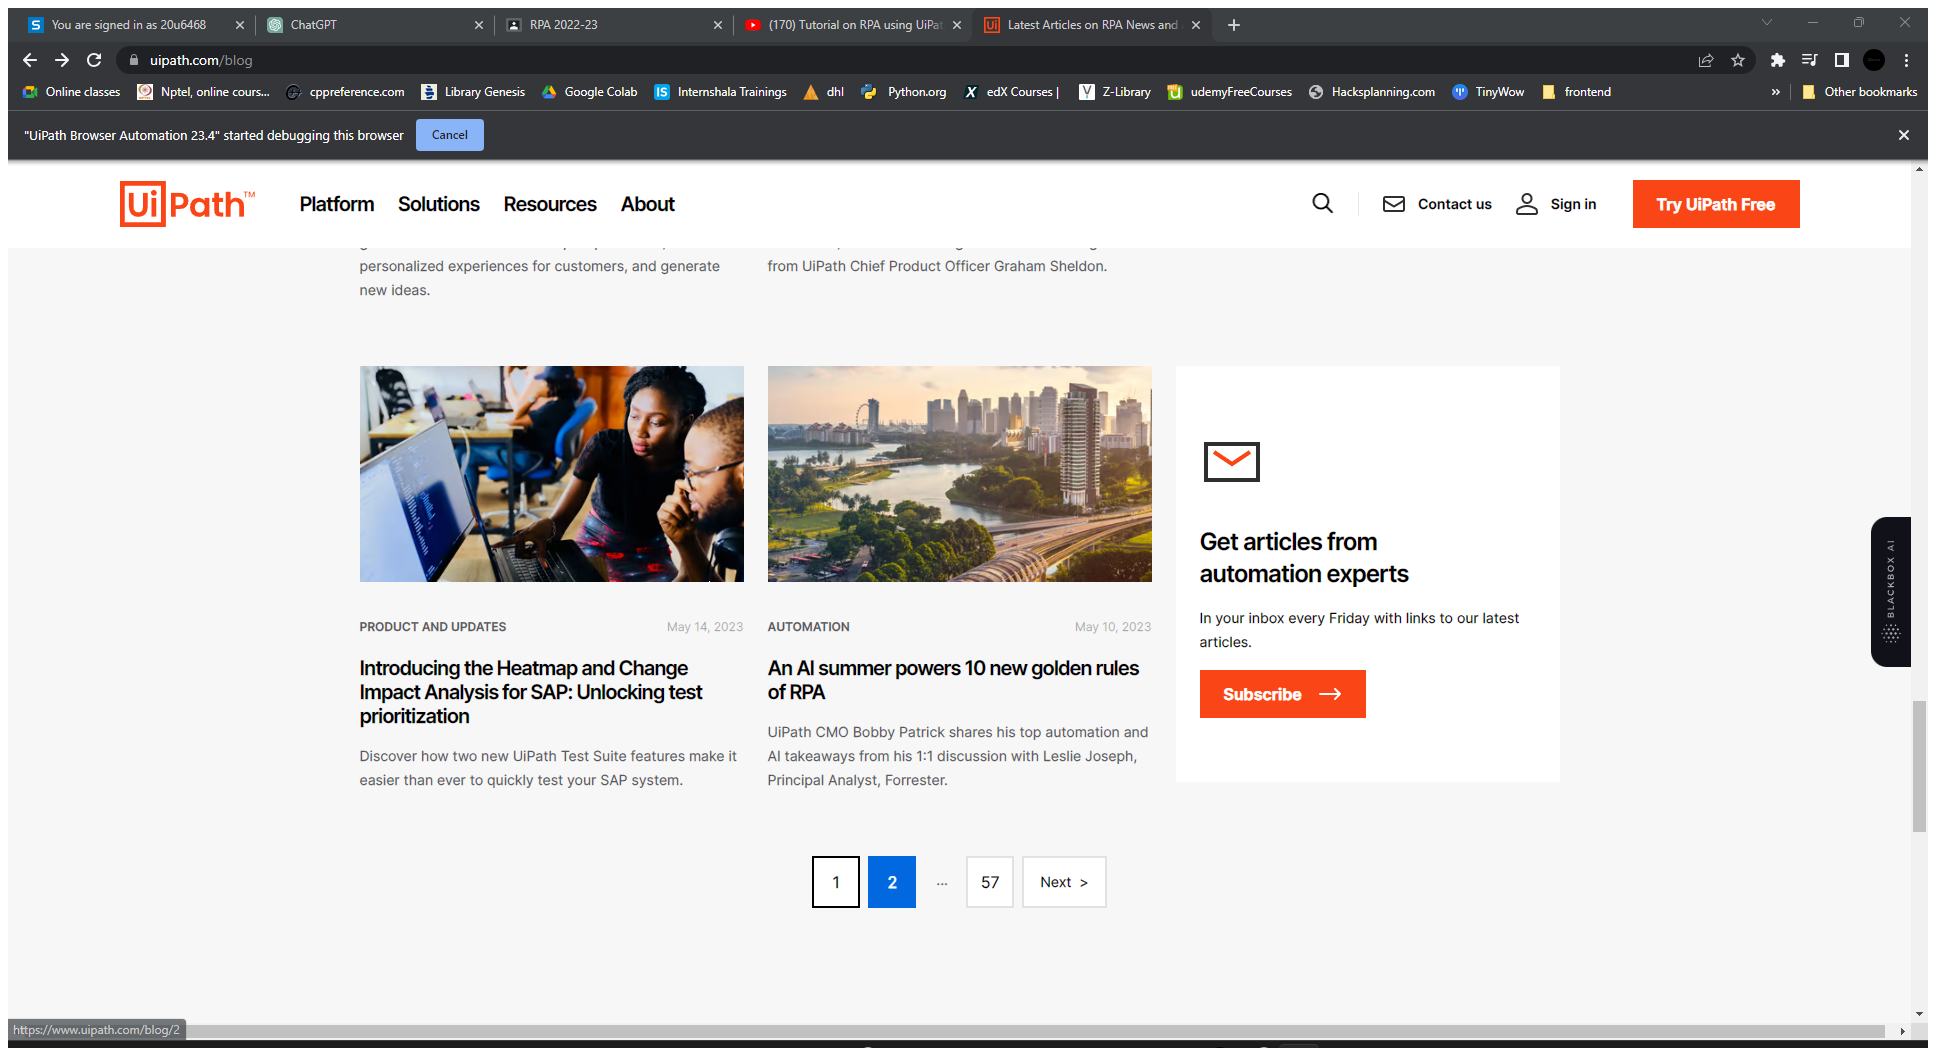 You are signed in as 20u6468
ChatGPT
RPA 2022-23
(170) Tutorial on RPA using UiPat
Latest Articles on RPA News and
uipath.com/blog
Online classes
Nptel, online cours...
cppreference.com
Library Genesis
Google Colab
IS Internshala Trainings
dhl
Python.org
X edX Courses |
Z-Library
udemyFreeCourses
Hacksplanning.com
TinyWow
frontend
»
Other bookmarks
"UiPath Browser Automation 23.4" started debugging this browser
Cancel
UiPath™
Platform
Solutions
Resources
About
Contact us
Sign in
Try UiPath Free
personalized experiences for customers, and generate
new ideas.
from UiPath Chief Product Officer Graham Sheldon.
PRODUCT AND UPDATES
May 14, 2023
Introducing the Heatmap and Change
Impact Analysis for SAP: Unlocking test
prioritization
Discover how two new UiPath Test Suite features make it
easier than ever to quickly test your SAP system.
AUTOMATION
May 10, 2023
An AI summer powers 10 new golden rules
of RPA
UiPath CMO Bobby Patrick shares his top automation and
AI takeaways from his 1:1 discussion with Leslie Joseph,
Principal Analyst, Forrester.
Get articles from
automation experts
In your inbox every Friday with links to our latest
articles.
Subscribe
BLACKBOX AI
1
2
...
57
Next >
https://www.uipath.com/blog/2